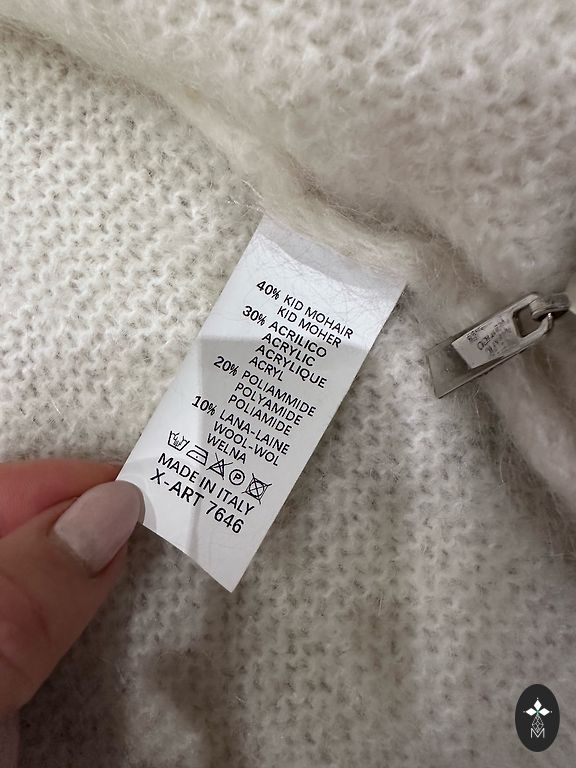 40% KID MOHAIR
KID MOHER
30% ACRILICO
ACRYLIC
ACRYLIQUE
ACRYL
20% POLIAMMIDE
POLYAMIDE
POLIAMIDE
10% LANA-LAINE
WOOL-WOL
WELNA
P
MADE IN ITALY
X-ART 7646
M